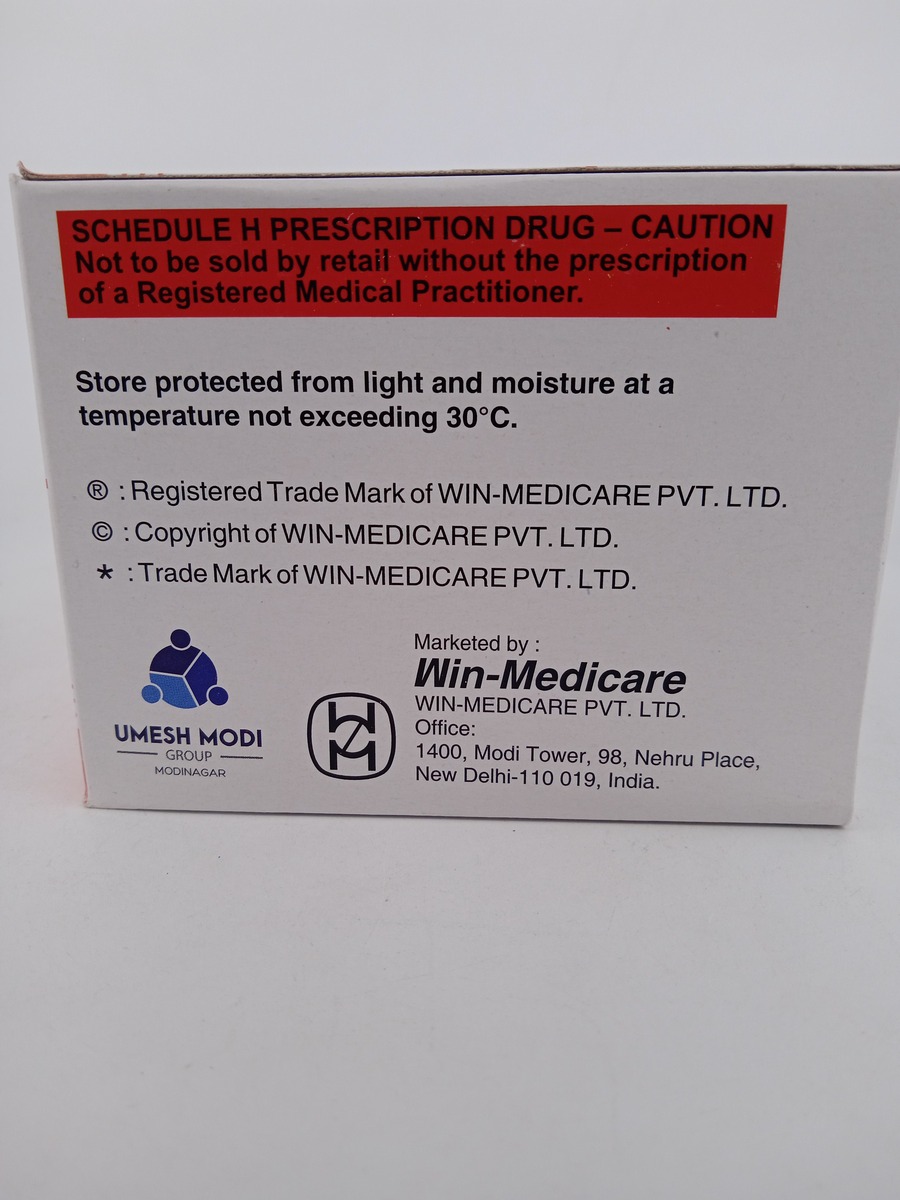 SCHEDULE H PRESCRIPTION DRUG – CAUTION
Not to be sold by retail without the prescription
of a Registered Medical Practitioner.
Store protected from light and moisture at a
temperature not exceeding 30°C.
® : Registered Trade Mark of WIN-MEDICARE PVT. LTD.
© : Copyright of WIN-MEDICARE PVT. LTD.
* : Trade Mark of WIN-MEDICARE PVT. LTD.
UMESH MODI
GROUP
MODINAGAR
Marketed by :
Win-Medicare
WIN-MEDICARE PVT. LTD.
Office:
1400, Modi Tower, 98, Nehru Place,
New Delhi-110 019, India.